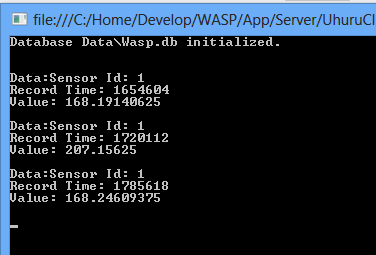 file:///C:/Home/Develop/WASP/App/Server/UhuruCl
Database Data\Wasp.db initialized.
Data:Sensor Id: 1
Record Time: 1654604
Value: 168.19140625
Data:Sensor Id: 1
Record Time: 1720112
Value: 207.15625
Data:Sensor Id: 1
Record Time: 1785618
Value: 168.24609375